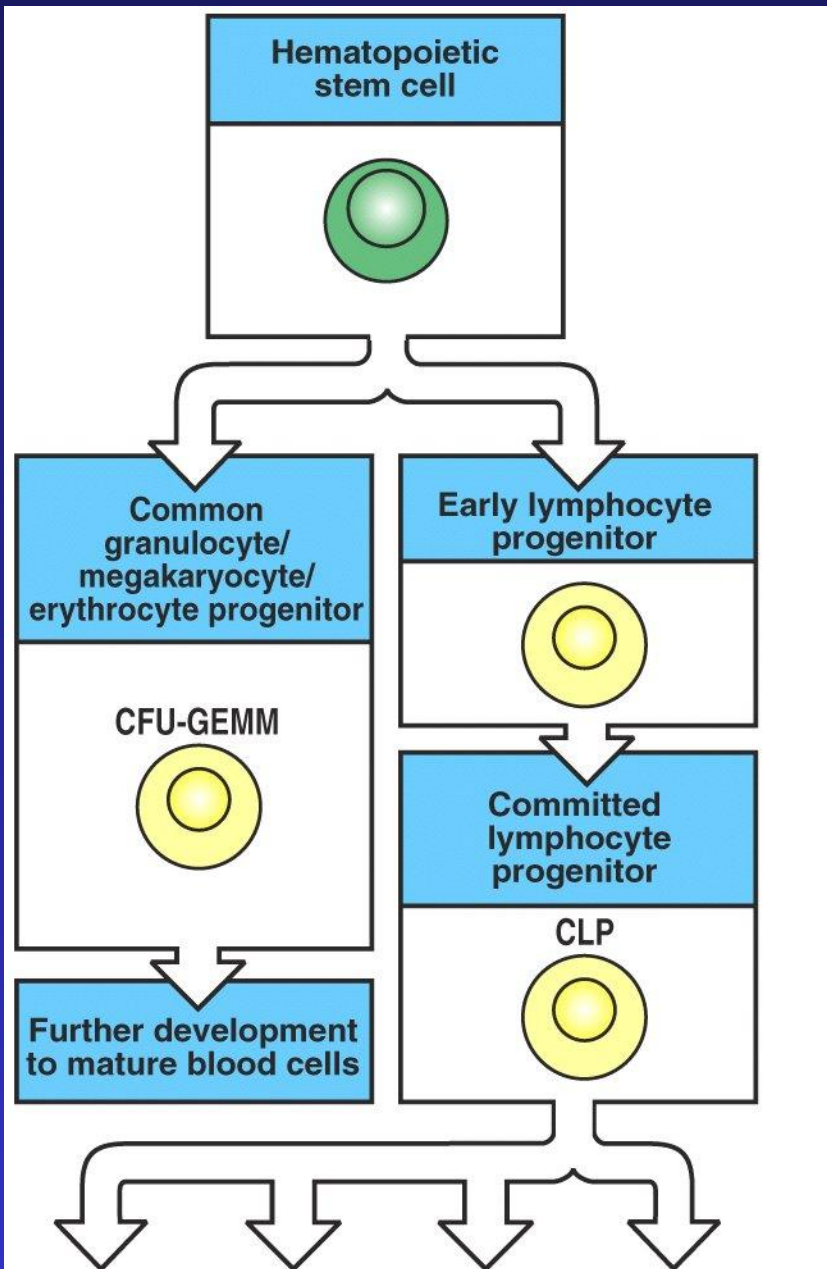 Hematopoietic
stem cell
Common
granulocyte/
megakaryocyte/
erythrocyte progenitor
CFU-GEMM
Further development
to mature blood cells
Early lymphocyte
progenitor
Committed
lymphocyte
progenitor
CLP